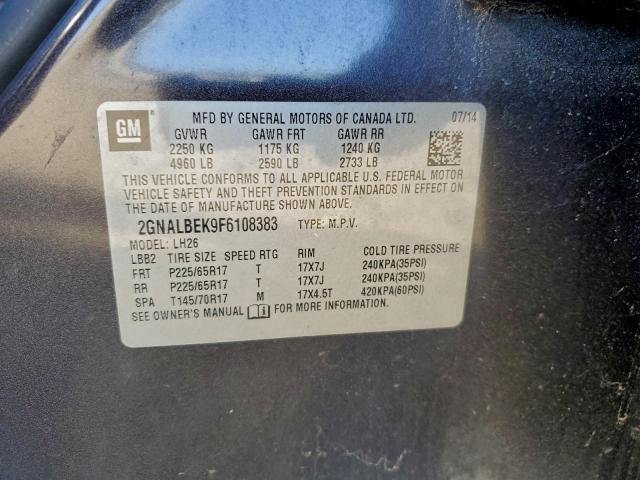 GM
MFD BY GENERAL MOTORS OF CANADA LTD. 07/14
GVWR GAWR FRT GAWR RR
2250 KG 1175 KG 1240 KG
4960 LB 2590 LB 2733 LB
THIS VEHICLE CONFORMS TO ALL APPLICABLE U.S. FEDERAL MOTOR
VEHICLE SAFETY AND THEFT PREVENTION STANDARDS IN EFFECT ON
THE DATE OF MANUFACTURE SHOWN ABOVE.
2GNALBEK9F6108383 TYPE: M.P.V.
MODEL: LH26
LBB2 TIRE SIZE SPEED RTG RIM COLD TIRE PRESSURE
FRT P225/65R17 T 17X7J 240KPA(35PSI)
RR P225/65R17 T 17X7J 240KPA(35PSI)
SPA T145/70R17 M 17X4.5T 420KPA(60PSI)
SEE OWNER'S MANUAL FOR MORE INFORMATION